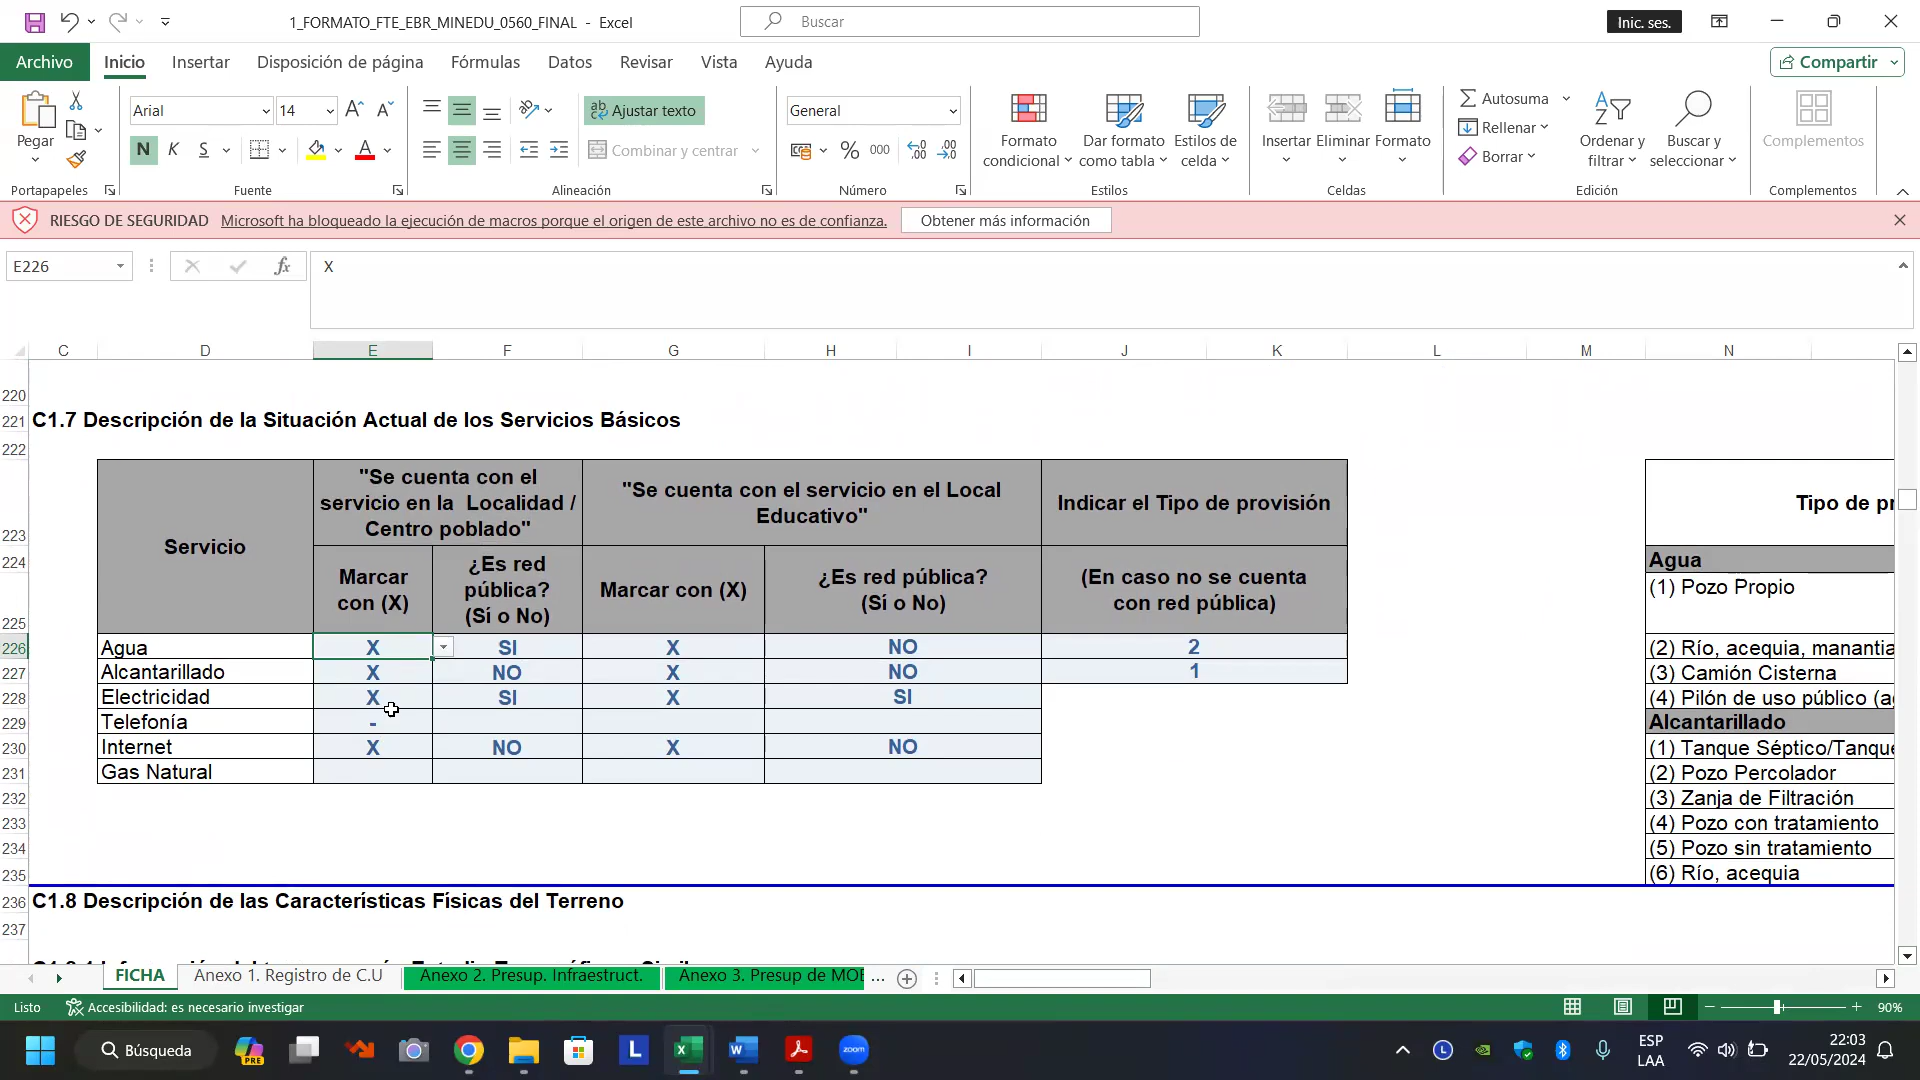 1_FORMATO_FTE_EBR_MINEDU_0560_FINAL - Excel
Buscar
Inic. ses.
Archivo Inicio Insertar Disposición de página Fórmulas Datos Revisar Vista Ayuda
Compartir
Pegar
Arial 14
N K S
Ajustar texto
Combinar y centrar
General
% 000
Formato condicional
Dar formato como tabla
Estilos de celda
Insertar Eliminar Formato
Autosuma
Rellenar
Borrar
Ordenar y filtrar
Buscar y seleccionar
Complementos
Portapapeles Fuente Alineación Número Estilos Celdas Edición Complementos
RIESGO DE SEGURIDAD Microsoft ha bloqueado la ejecución de macros porque el origen de este archivo no es de confianza. Obtener más información
E226 fx X
C D E F G H I J K L M N
220
221 C1.7 Descripción de la Situación Actual de los Servicios Básicos
222
223
224
225
Servicio
"Se cuenta con el
servicio en la Localidad /
Centro poblado"
"Se cuenta con el servicio en el Local
Educativo"
Indicar el Tipo de provisión
Marcar
con (X)
¿Es red
pública?
(Sí o No)
Marcar con (X)
¿Es red pública?
(Sí o No)
(En caso no se cuenta
con red pública)
226 Agua X SI X NO 2
227 Alcantarillado X NO X NO 1
228 Electricidad X SI X SI
229 Telefonía -
230 Internet X NO X NO
231 Gas Natural
232
233
234
235
Tipo de pr
Agua
(1) Pozo Propio
(2) Río, acequia, manantia
(3) Camión Cisterna
(4) Pilón de uso público (a
Alcantarillado
(1) Tanque Séptico/Tanque
(2) Pozo Percolador
(3) Zanja de Filtración
(4) Pozo con tratamiento
(5) Pozo sin tratamiento
(6) Río, acequia
236 C1.8 Descripción de las Características Físicas del Terreno
237
FICHA Anexo 1. Registro de C.U Anexo 2. Presup. Infraestruct. Anexo 3. Presup de MOB ...
Listo Accesibilidad: es necesario investigar
90%
Búsqueda
PRE
L
zoom
ESP
LAA
22:03
22/05/2024